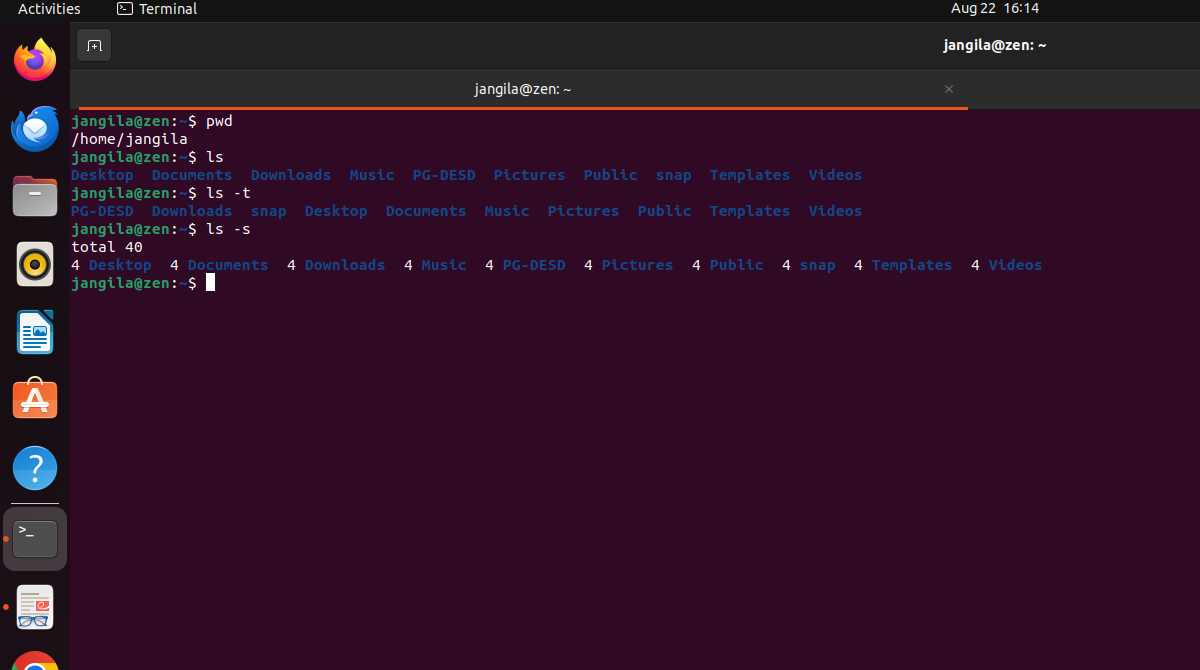 Activities Terminal Aug 22 16:14
jangila@zen: ~
jangila@zen: ~ ×
jangila@zen:~$ pwd
/home/jangila
jangila@zen:~$ ls
Desktop Documents Downloads Music PG-DESD Pictures Public snap Templates Videos
jangila@zen:~$ ls -t
PG-DESD Downloads snap Desktop Documents Music Pictures Public Templates Videos
jangila@zen:~$ ls -s
total 40
4 Desktop 4 Documents 4 Downloads 4 Music 4 PG-DESD 4 Pictures 4 Public 4 snap 4 Templates 4 Videos
jangila@zen:~$